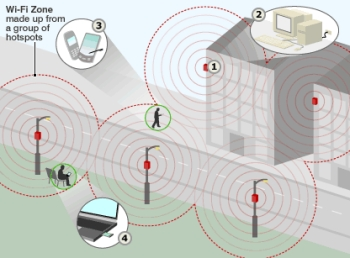 Wi-Fi Zone
made up from
a group of
hotspots
3
2
1
4